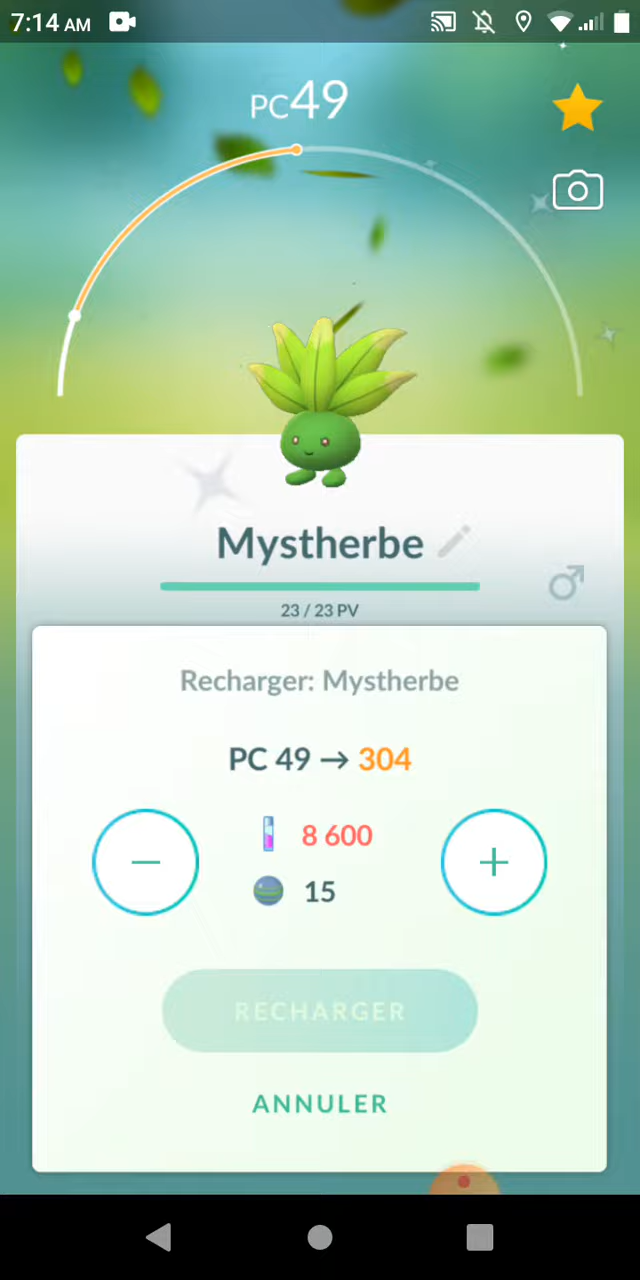 7:14 AM
PC49
Mystherbe
23 / 23 PV
Recharger: Mystherbe
PC 49 → 304
8 600
15
RECHARGER
ANNULER